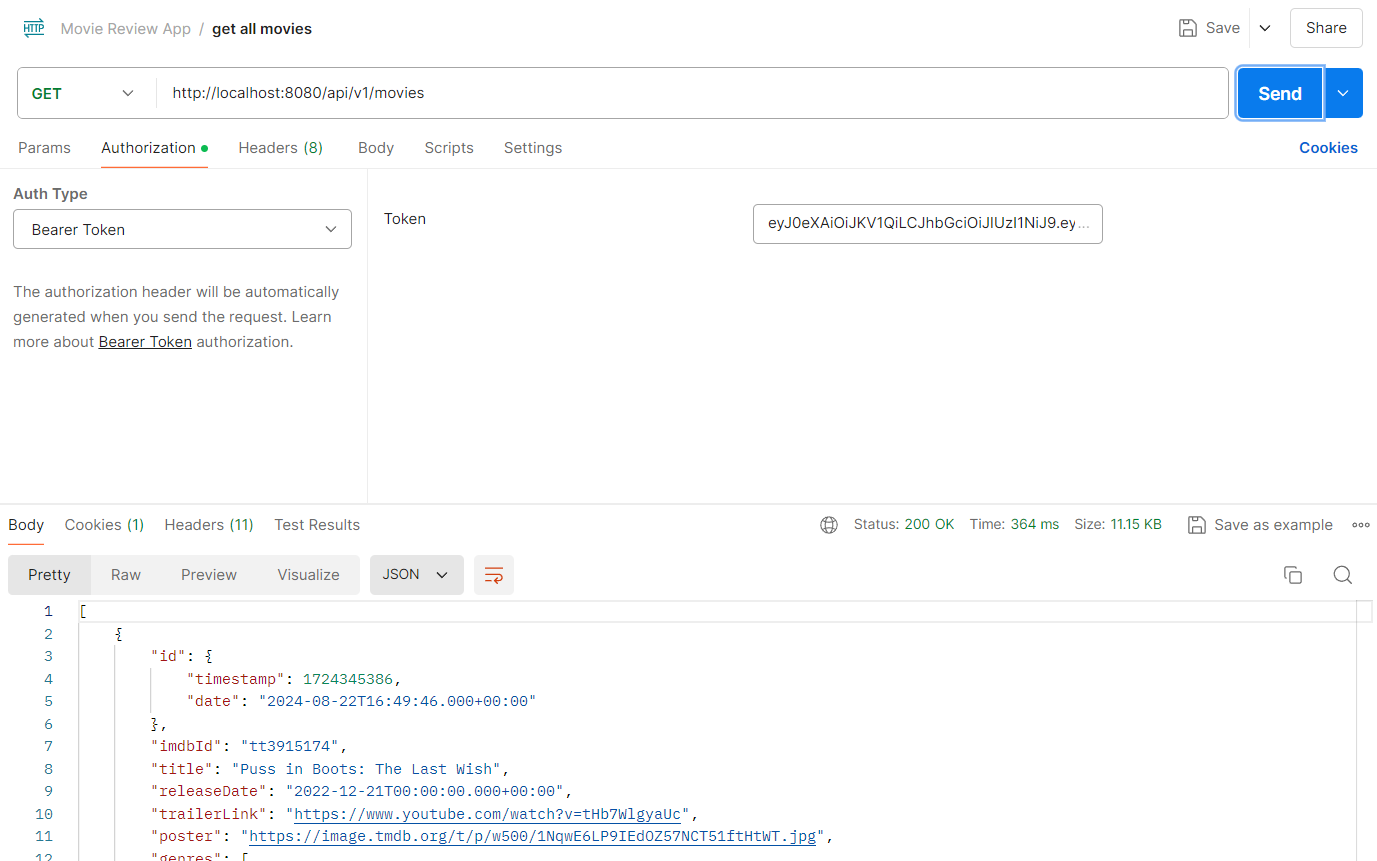 HTTP Movie Review App / get all movies
Save
Share
GET
http://localhost:8080/api/v1/movies
Send
Params Authorization Headers (8) Body Scripts Settings Cookies
Auth Type
Bearer Token
Token
eyJ0eXAiOiJKV1QiLCJhbGciOiJIUzI1NiJ9.ey...
The authorization header will be automatically
generated when you send the request. Learn
more about Bearer Token authorization.
Body Cookies (1) Headers (11) Test Results
Status: 200 OK Time: 364 ms Size: 11.15 KB Save as example
Pretty Raw Preview Visualize JSON
1 [
2 {
3 "id": {
4 "timestamp": 1724345386,
5 "date": "2024-08-22T16:49:46.000+00:00"
6 },
7 "imdbId": "tt3915174",
8 "title": "Puss in Boots: The Last Wish",
9 "releaseDate": "2022-12-21T00:00:00.000+00:00",
10 "trailerLink": "https://www.youtube.com/watch?v=tHb7WlgyaUc",
11 "poster": "https://image.tmdb.org/t/p/w500/1NqwE6LP9IEdOZ57NCT51ftHtWT.jpg",
12 "genres": [